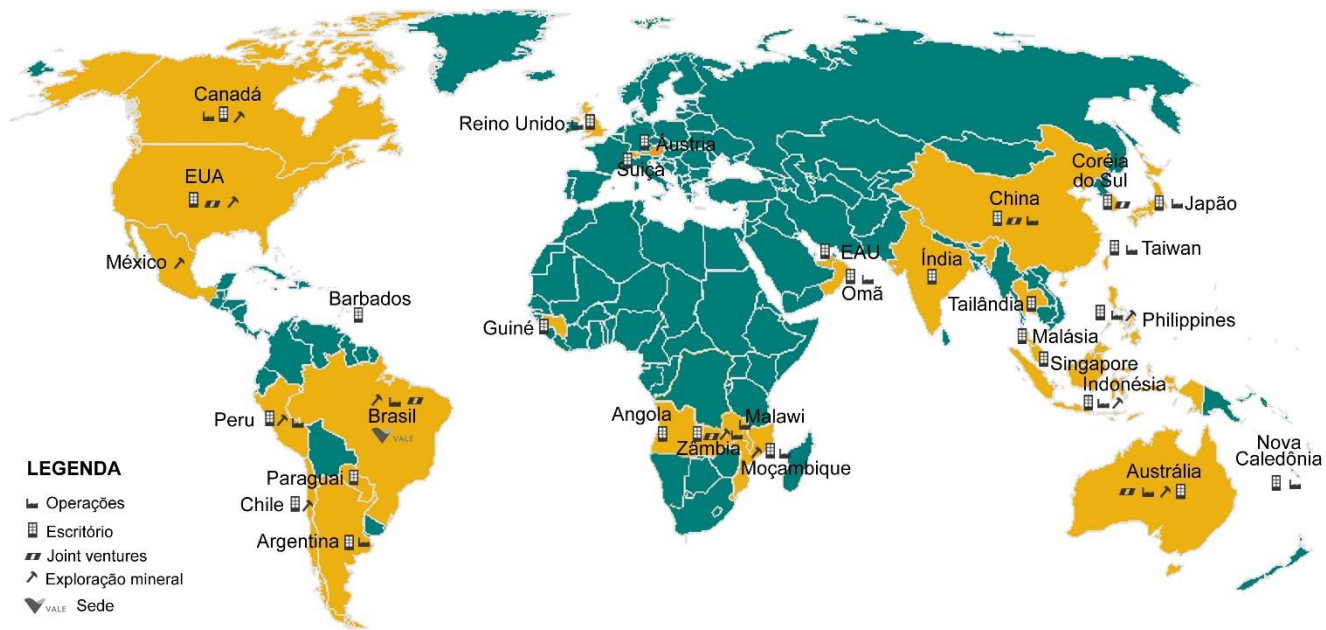 Canadá
EUA
México
Barbados
Peru
Brasil
VALE
Paraguai
Chile
Argentina
Reino Unido
Áustria
Suiçà
Guiné
Angola
Zâmbia
Malawi
Moçambique
EAU
Omã
Índia
China
Coréia
do Sul
Japão
Taiwan
Tailândia
Philippines
Malásia
Singapore
Indonésia
Austrália
Nova
Caledônia
LEGENDA
Operações
Escritório
Joint ventures
Exploração mineral
VALE Sede